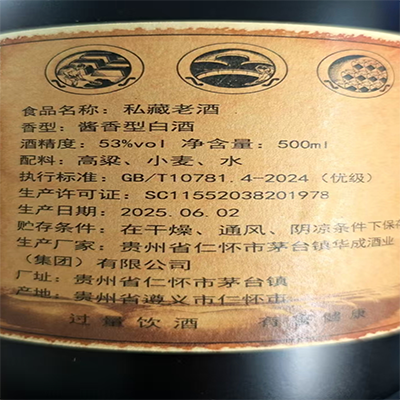 食品名称：私藏老酒
香型：酱香型白酒
酒精度：53%vol 净含量：500ml
配料：高粱、小麦、水
执行标准：GB/T10781.4-2024（优级）
生产许可证：SC11552038201978
生产日期：2025.06.02
贮存条件：在干燥、通风、阴凉条件下保存
生产厂家：贵州省仁怀市茅台镇华成酒业
（集团）有限公司
厂址：贵州省仁怀市茅台镇
产地：贵州省遵义市仁怀市
过量饮酒 有害健康